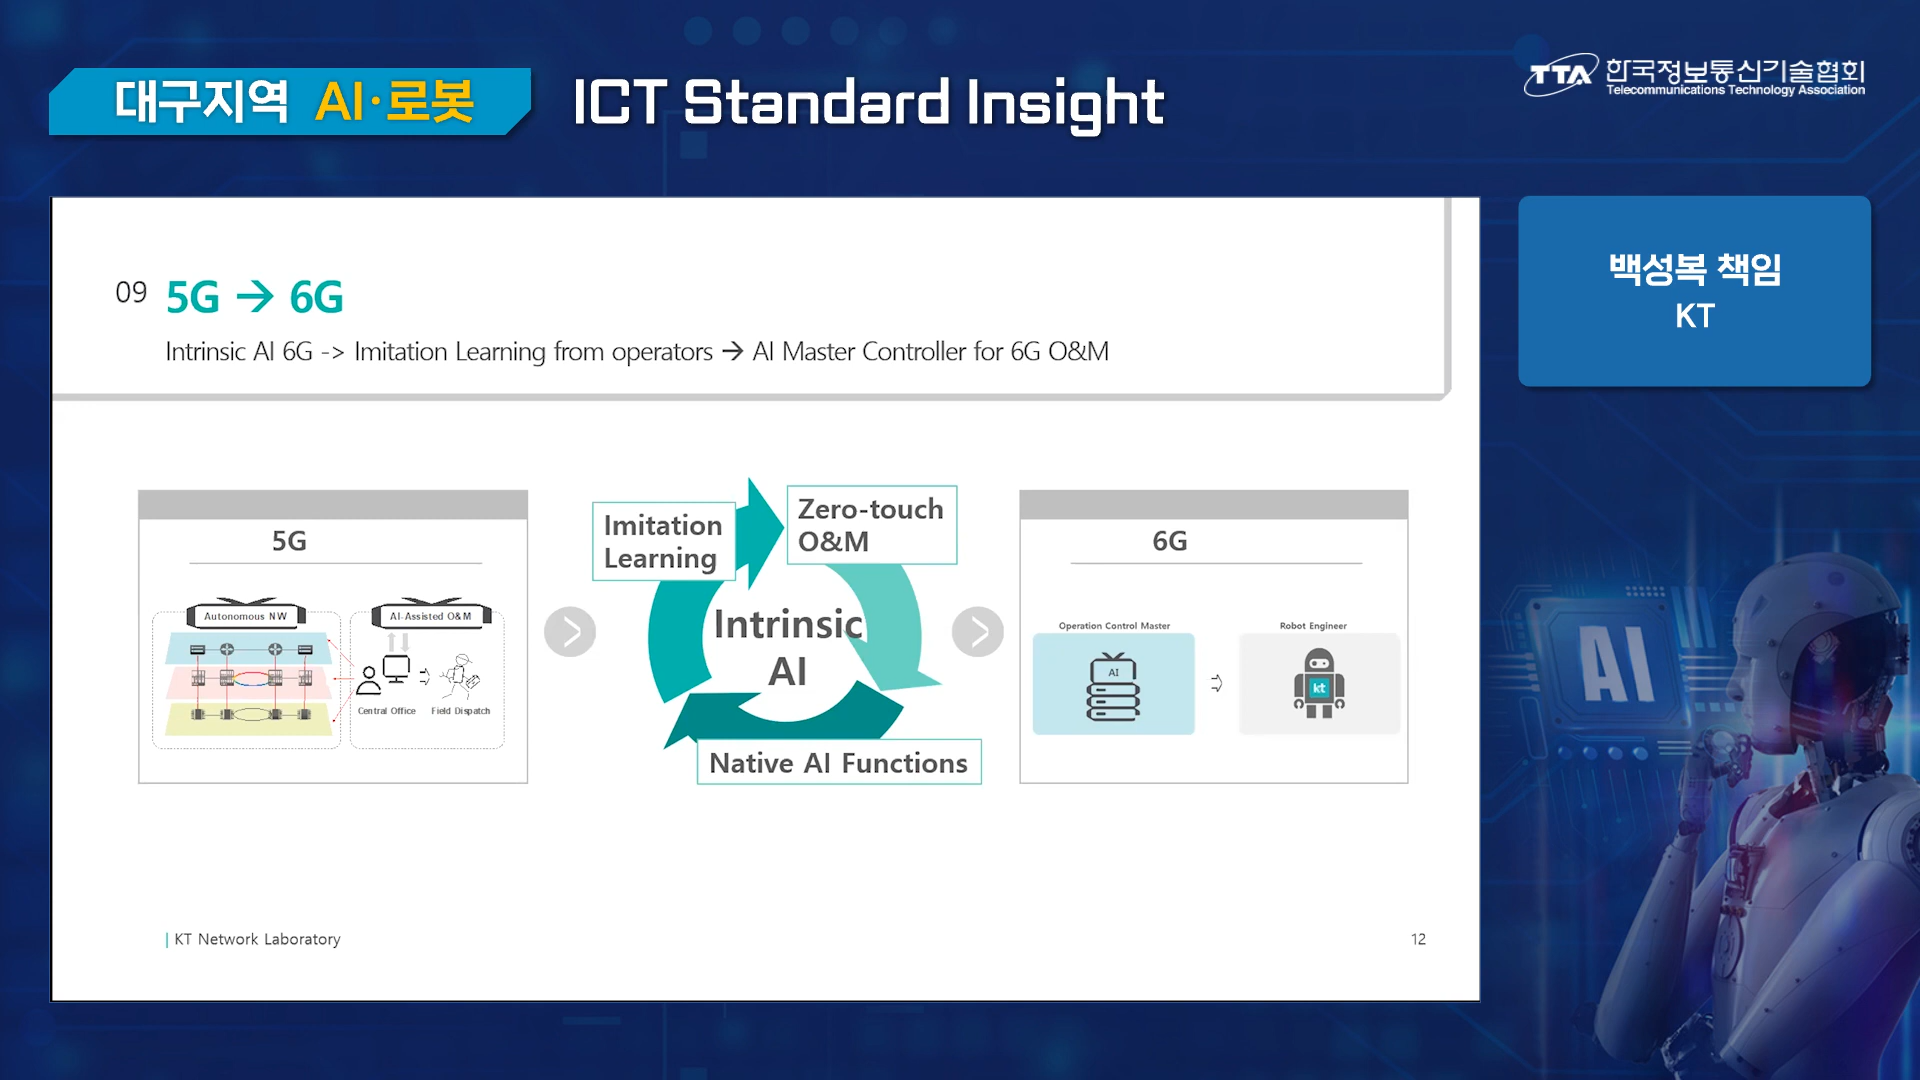 대구지역 AI·로봇
ICT Standard Insight
TTA 한국정보통신기술협회
Telecommunications Technology Association
백성복 책임
KT
09 5G → 6G
Intrinsic AI 6G -> Imitation Learning from operators → AI Master Controller for 6G O&M
5G
Autonomous NW
AI-Assisted O&M
Central Office
Field Dispatch
Imitation
Learning
Zero-touch
O&M
Intrinsic
AI
Native AI Functions
6G
Operation Control Master
AI
Robot Engineer
kt
| KT Network Laboratory
12
AI